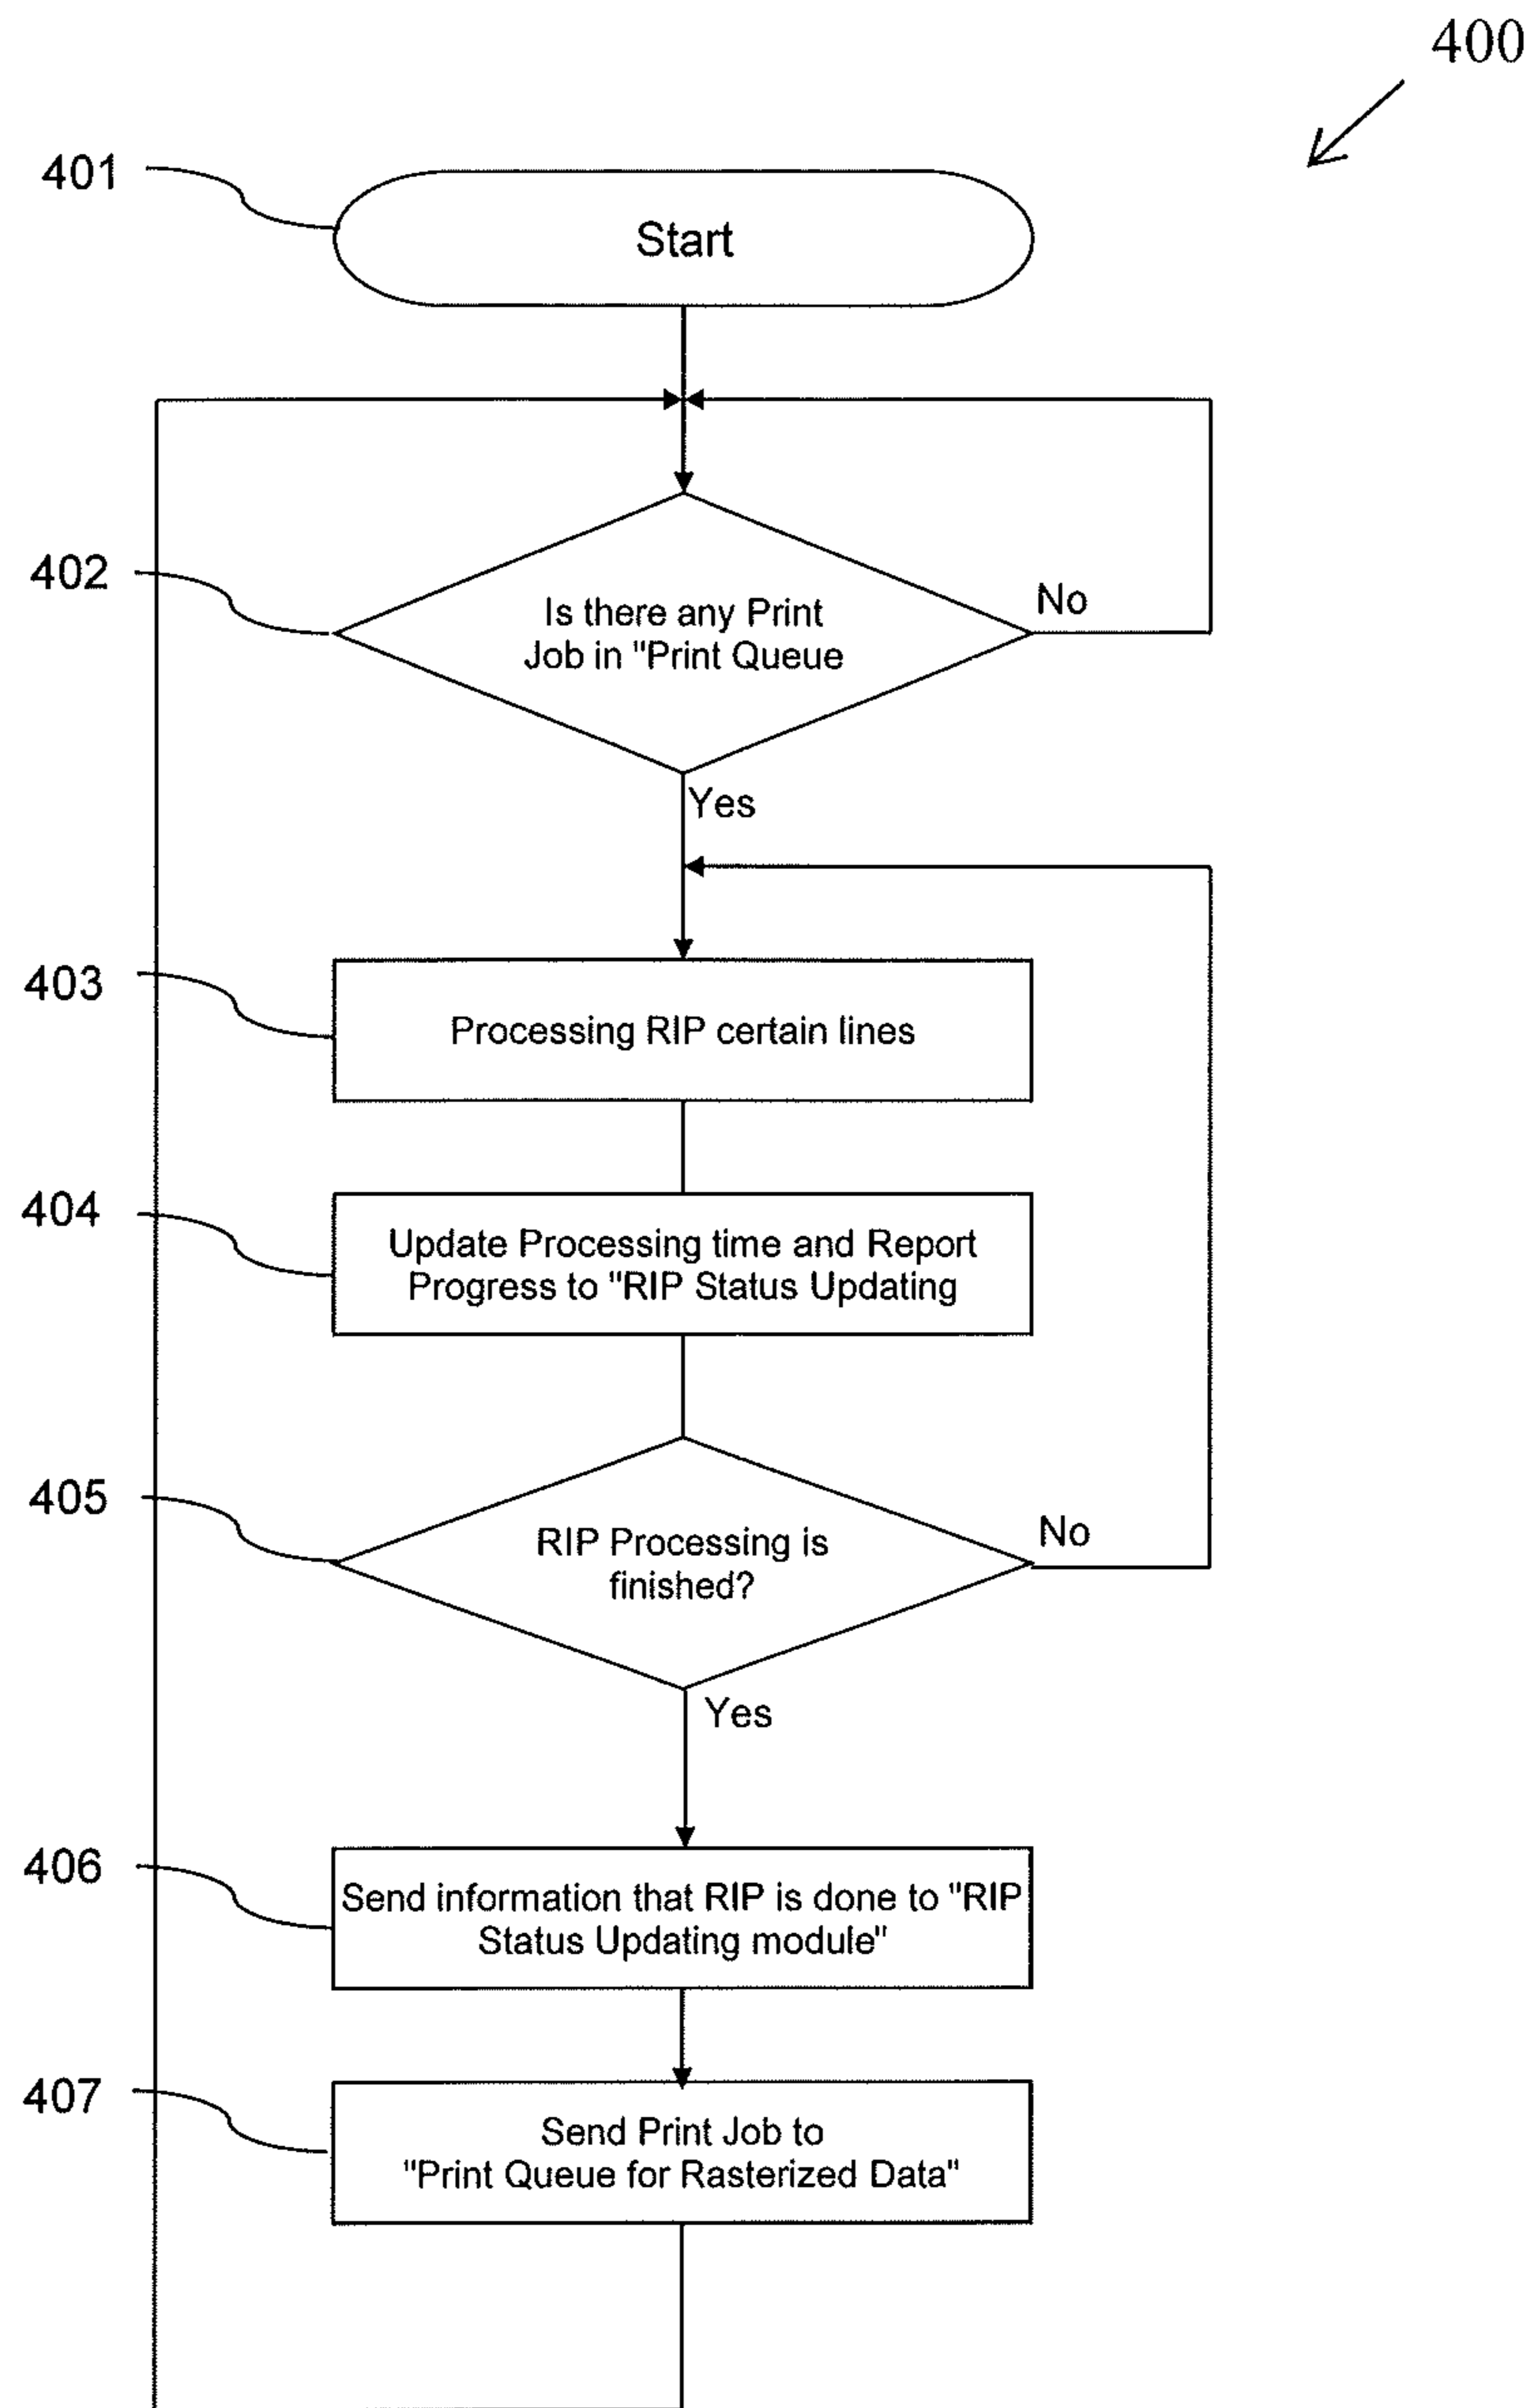 400
401
Start
402
Is there any Print
Job in "Print Queue
No
Yes
403
Processing RIP certain lines
404
Update Processing time and Report
Progress to "RIP Status Updating
405
RIP Processing is
finished?
No
Yes
406
Send information that RIP is done to "RIP
Status Updating module"
407
Send Print Job to
"Print Queue for Rasterized Data"